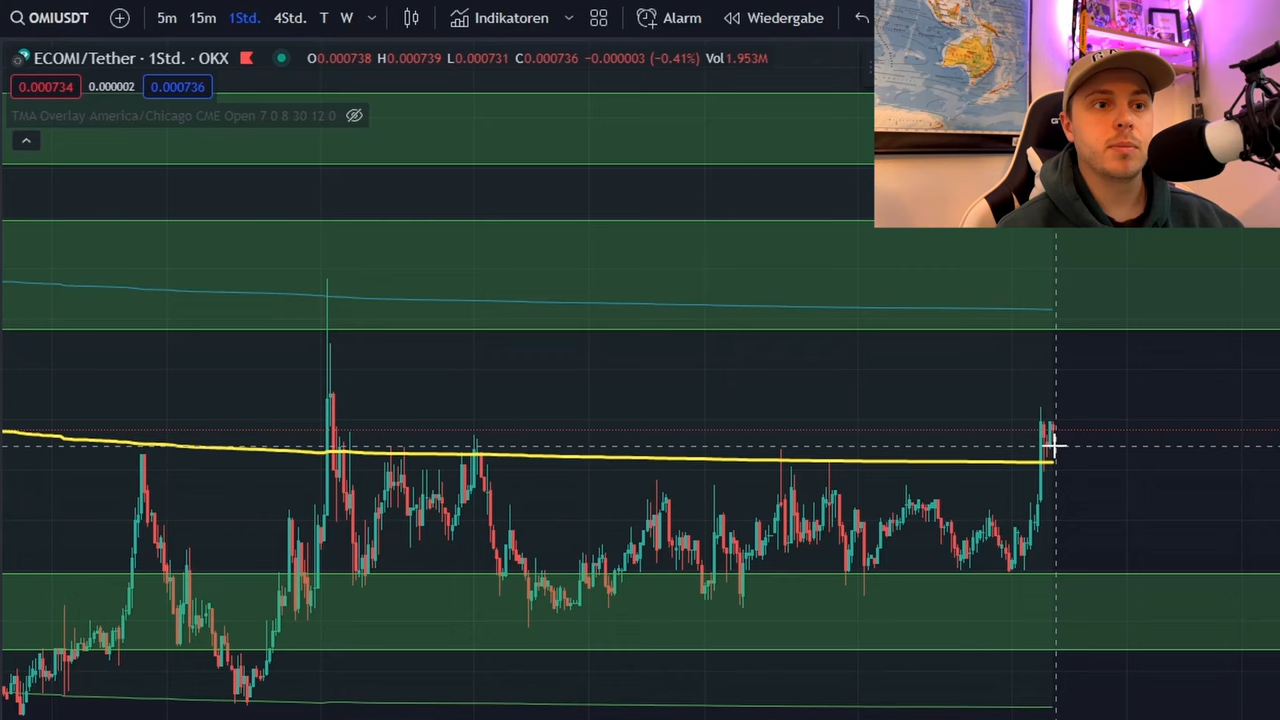 OMIUSDT 5m 15m 1Std. 4Std. T W Indikatoren Alarm Wiedergabe
ECOMI/Tether · 1Std. · OKX O0.000738 H0.000739 L0.000731 C0.000736 −0.000003 (−0.41%) Vol1.953M
0.000734 0.000002 0.000736
TMA Overlay America/Chicago CME Open 7 0 8 30 12 0